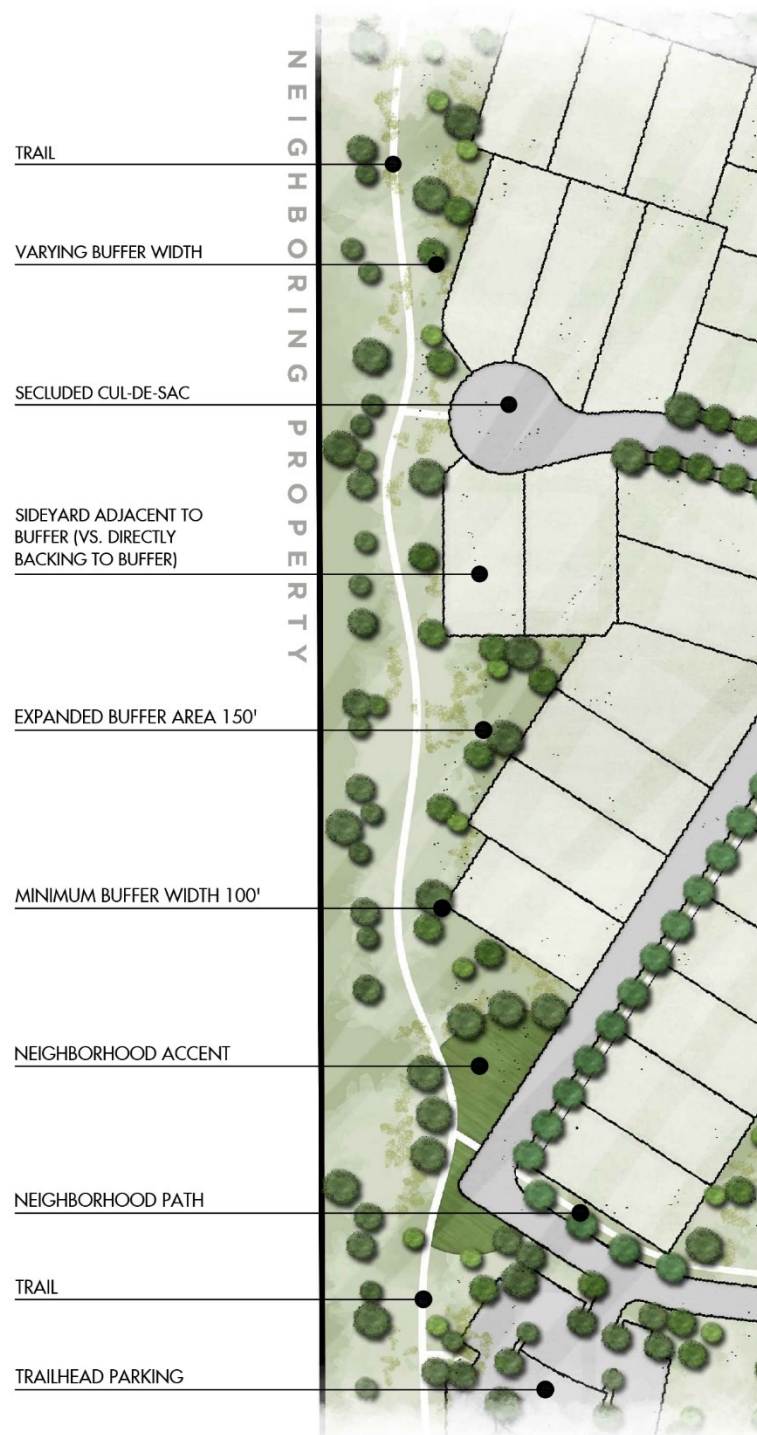 NEIGHBORING PROPERTY
TRAIL
VARYING BUFFER WIDTH
SECLUDED CUL-DE-SAC
SIDEYARD ADJACENT TO
BUFFER (VS. DIRECTLY
BACKING TO BUFFER)
EXPANDED BUFFER AREA 150'
MINIMUM BUFFER WIDTH 100'
NEIGHBORHOOD ACCENT
NEIGHBORHOOD PATH
TRAIL
TRAILHEAD PARKING